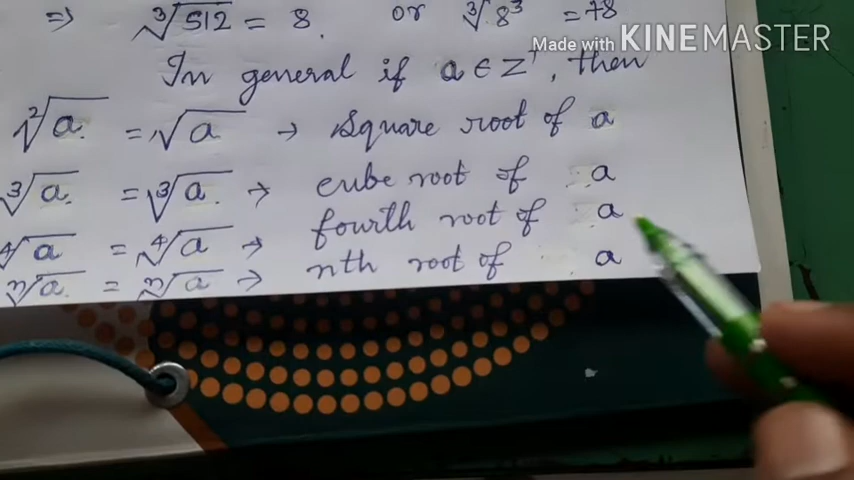 ⇒ ∛512 = 8. or ∛8³ = +8
Made with KINEMASTER
In general if a ∈ Z⁺, then
²√a = √a → square root of a
³√a. = ³√a. → cube root of a
⁴√a = ⁴√a → fourth root of a
ⁿ√a. = ⁿ√a → nth root of a